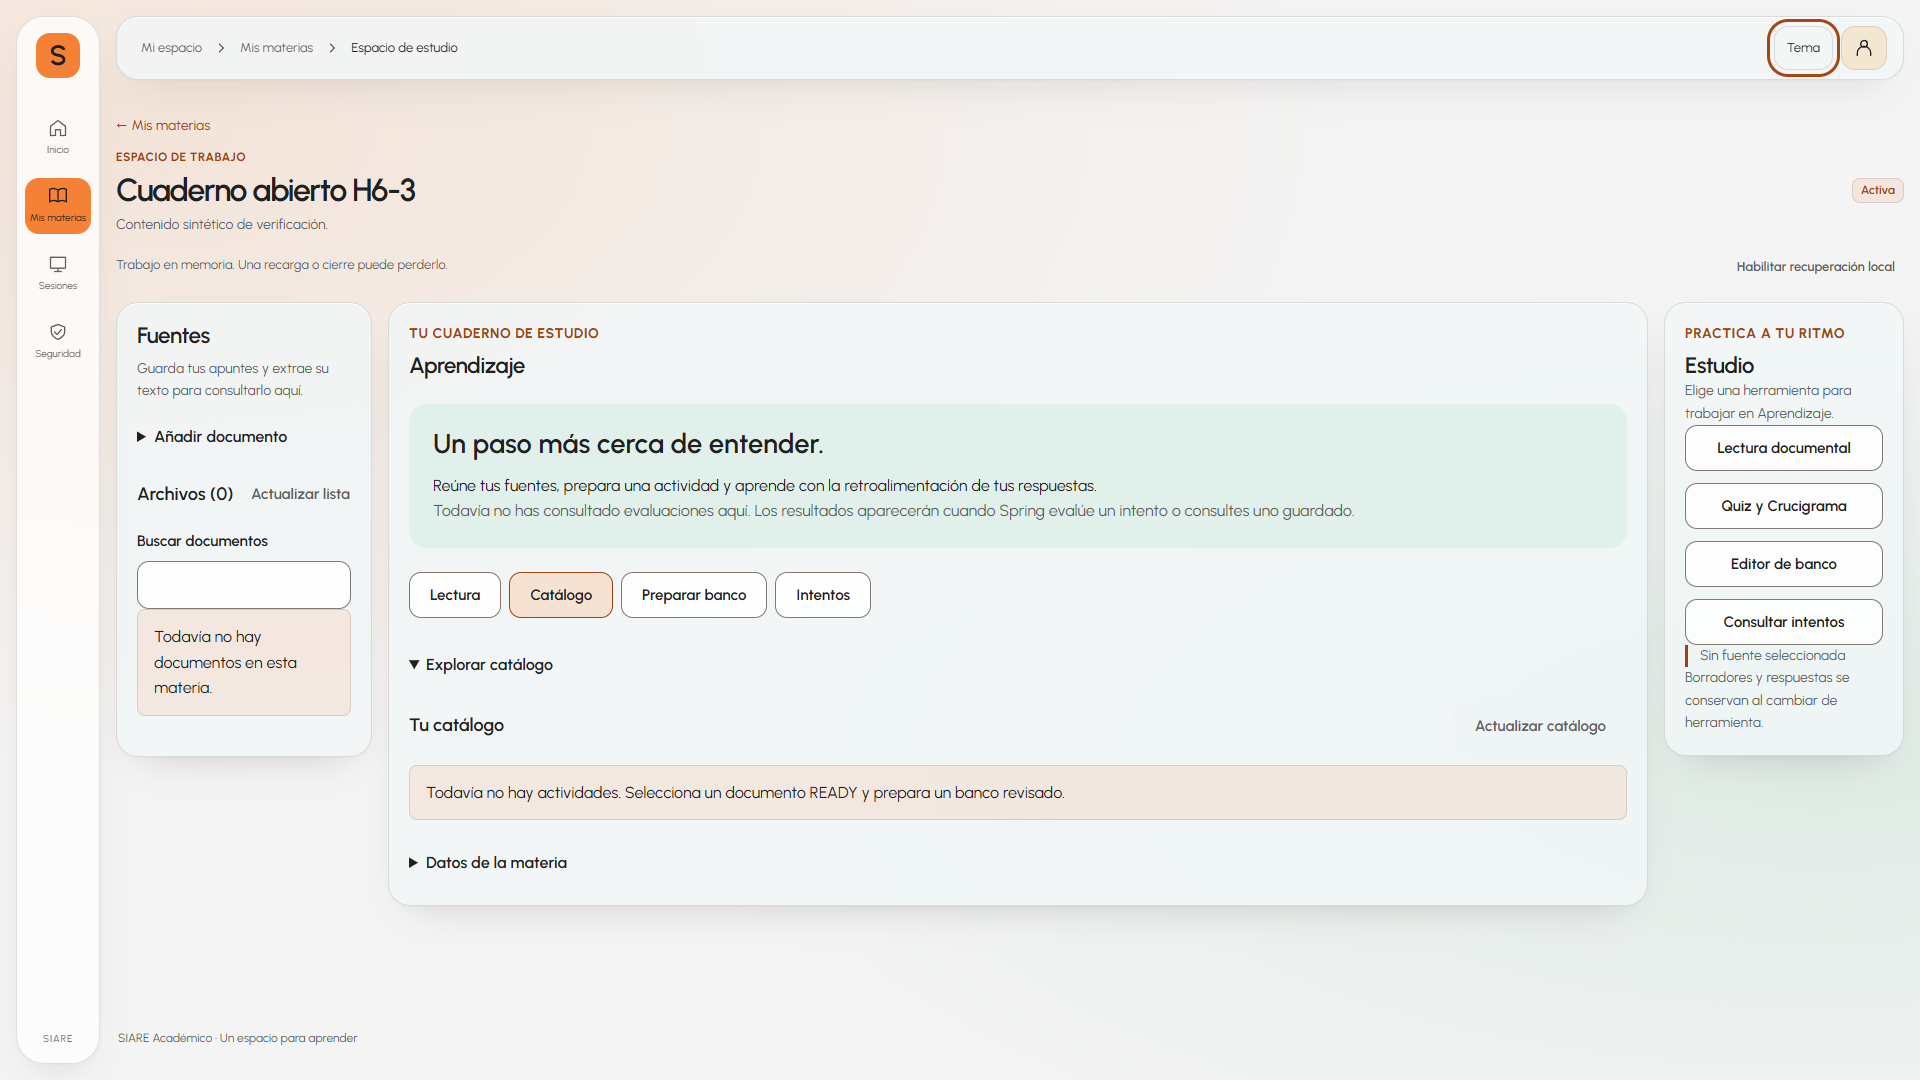 S
Inicio
Mis materias
Sesiones
Seguridad
SIARE
Mi espacio
Mis materias
Espacio de estudio
Tema
← Mis materias
ESPACIO DE TRABAJO
Cuaderno abierto H6-3
Activa
Contenido sintético de verificación.
Trabajo en memoria. Una recarga o cierre puede perderlo.
Habilitar recuperación local
Fuentes
Guarda tus apuntes y extrae su
texto para consultarlo aquí.
Añadir documento
Archivos (0)
Actualizar lista
Buscar documentos
Todavía no hay
documentos en esta
materia.
TU CUADERNO DE ESTUDIO
Aprendizaje
Un paso más cerca de entender.
Reúne tus fuentes, prepara una actividad y aprende con la retroalimentación de tus respuestas.
Todavía no has consultado evaluaciones aquí. Los resultados aparecerán cuando Spring evalúe un intento o consultes uno guardado.
Lectura
Catálogo
Preparar banco
Intentos
Explorar catálogo
Tu catálogo
Actualizar catálogo
Todavía no hay actividades. Selecciona un documento READY y prepara un banco revisado.
Datos de la materia
PRACTICA A TU RITMO
Estudio
Elige una herramienta para
trabajar en Aprendizaje.
Lectura documental
Quiz y Crucigrama
Editor de banco
Consultar intentos
Sin fuente seleccionada
Borradores y respuestas se
conservan al cambiar de
herramienta.
SIARE Académico · Un espacio para aprender